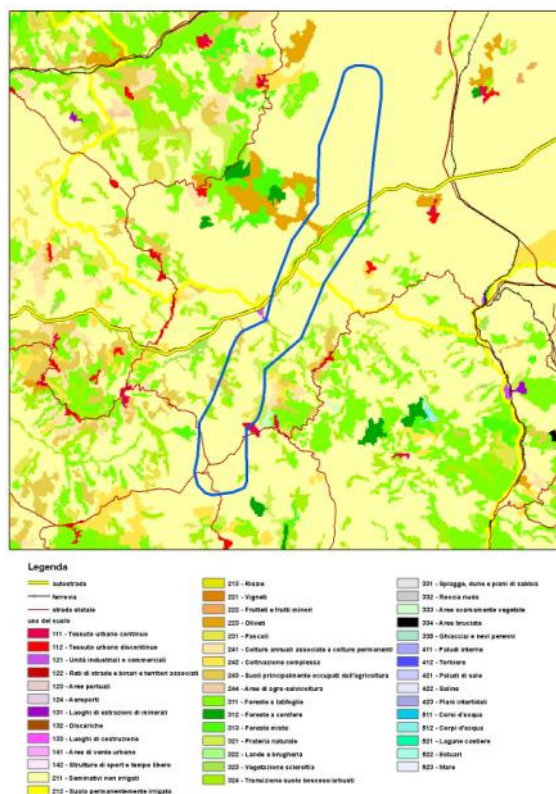 Legenda
autostrada
ferrovia
strada statale
uso del suolo
111 - Tessuto urbano continuo
112 - Tessuto urbano discontinuo
121 - Unità industriali e commerciali
122 - Reti di strade e binari e territori associati
123 - Aree portuali
124 - Aeroporti
131 - Luoghi di estrazioni di minerali
132 - Discariche
133 - Luoghi di costruzione
141 - Aree di verde urbano
142 - Strutture di sport e tempo libero
211 - Seminativi non irrigati
212 - Suolo permanentemente irrigato
213 - Risaie
221 - Vigneti
222 - Frutteti e frutti minori
223 - Oliveti
231 - Pascoli
241 - Colture annuali associate a colture permanenti
242 - Coltivazione complessa
243 - Suoli principalmente occupati dall'agricoltura
244 - Aree di agro-selvicoltura
311 - Foreste a latifoglie
312 - Foreste a conifere
313 - Foreste miste
321 - Prateria naturale
322 - Lande e brughiera
323 - Vegetazione sclerofila
324 - Transizione suolo boscoso/arbusti
331 - Spiagge, dune e piani di sabbia
332 - Roccia nuda
333 - Aree scarsamente vegetate
334 - Aree bruciate
335 - Ghiacciai e nevi perenni
411 - Paludi interne
412 - Torbiere
421 - Paludi di sale
422 - Saline
423 - Piani intertidali
511 - Corsi d'acqua
512 - Corpi d'acqua
521 - Lagune costiere
522 - Estuari
523 - Mare